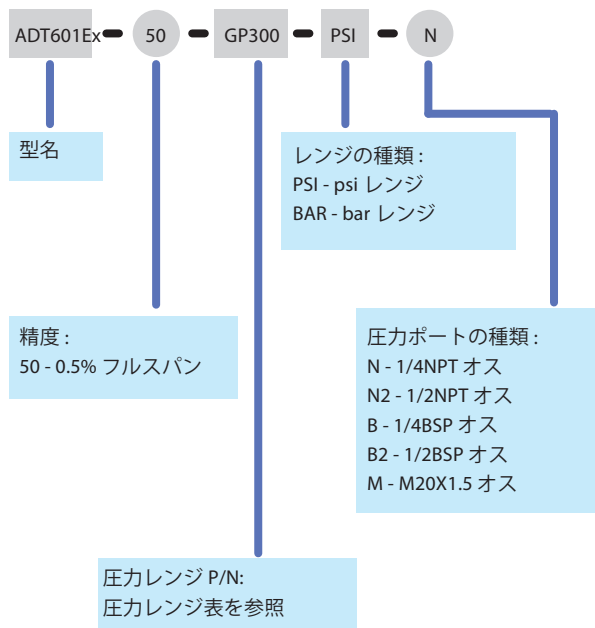 ADT601Ex 50 GP300 PSI N
型名
レンジの種類 :
PSI - psi レンジ
BAR - bar レンジ
精度 :
50 - 0.5% フルスパン
圧力ポートの種類 :
N - 1/4NPT オス
N2 - 1/2NPT オス
B - 1/4BSP オス
B2 - 1/2BSP オス
M - M20X1.5 オス
圧力レンジ P/N:
圧力レンジ表を参照